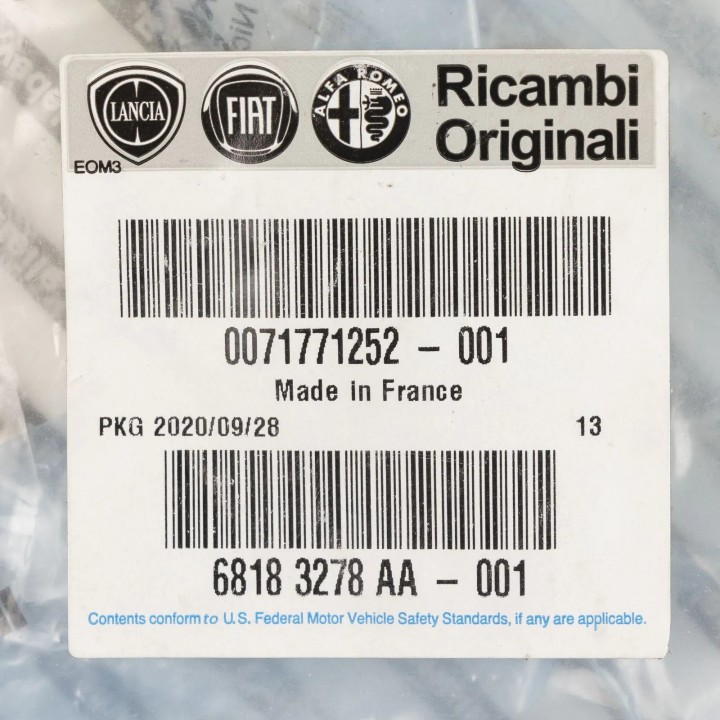 LANCIA
FIAT
ALFA ROMEO
Ricambi
Originali
EOM3
0071771252 – 001
Made in France
PKG 2020/09/28 13
6818 3278 AA – 001
Contents conform to U.S. Federal Motor Vehicle Safety Standards, if any are applicable.